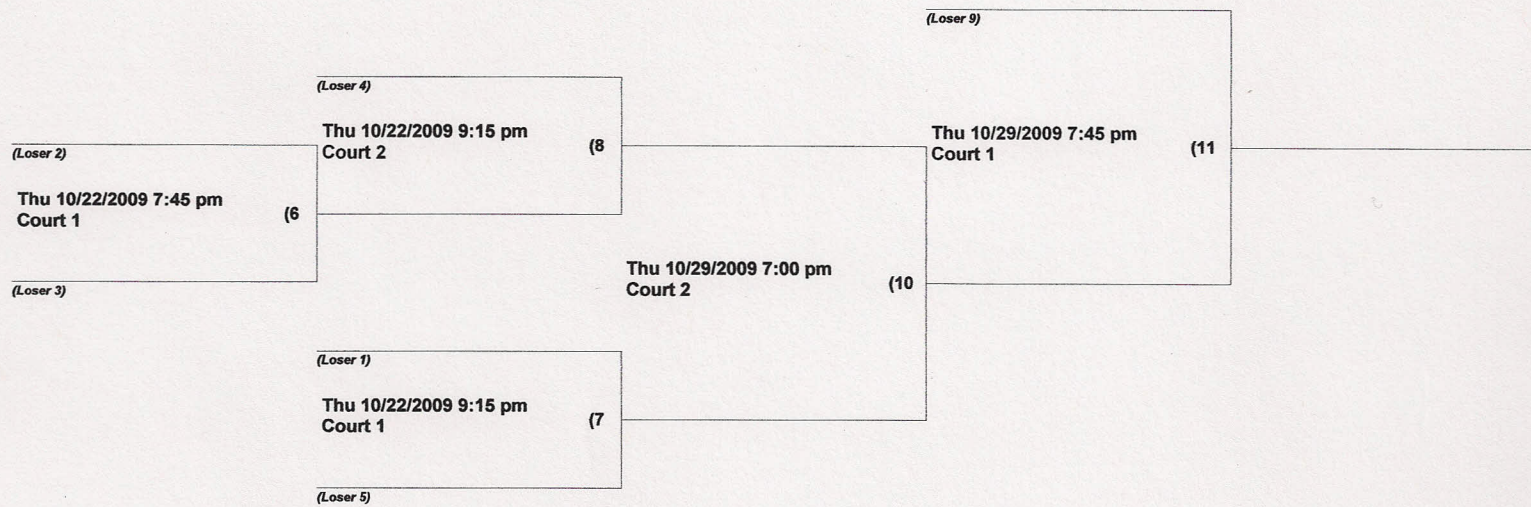 (Loser 9)
(Loser 4)
Thu 10/22/2009 9:15 pm
Court 2
(8
Thu 10/29/2009 7:45 pm
Court 1
(11
(Loser 2)
Thu 10/22/2009 7:45 pm
Court 1
(6
Thu 10/29/2009 7:00 pm
Court 2
(10
(Loser 3)
(Loser 1)
Thu 10/22/2009 9:15 pm
Court 1
(7
(Loser 5)